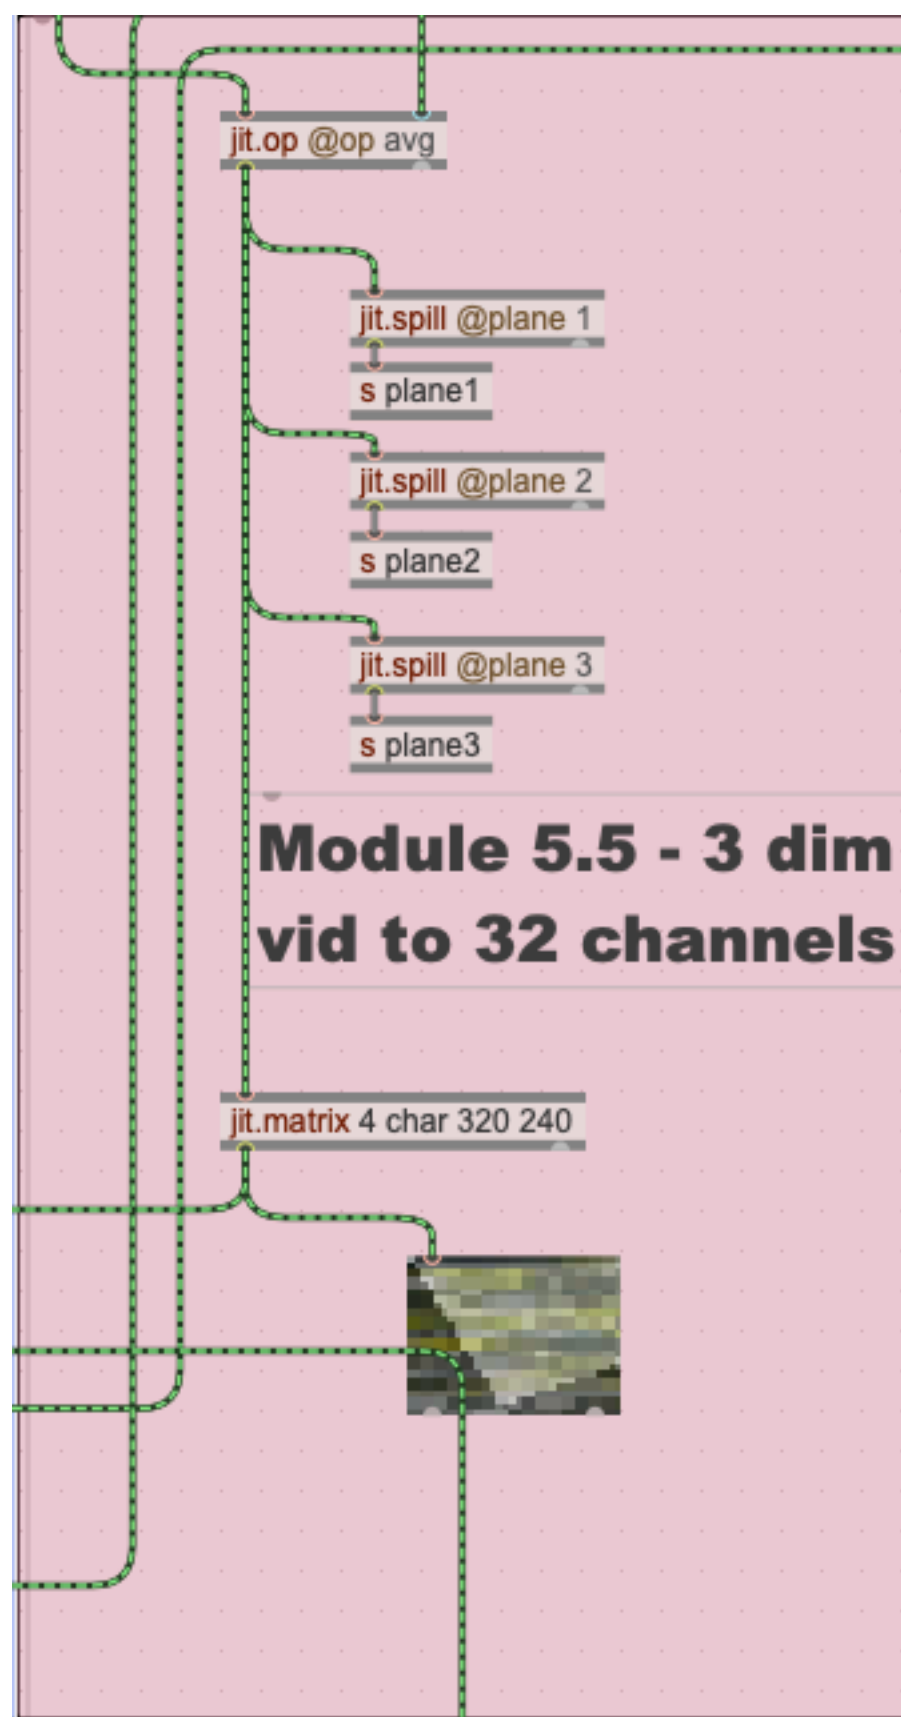 jit.op @op avg
jit.spill @plane 1
s plane1
jit.spill @plane 2
s plane2
jit.spill @plane 3
s plane3
Module 5.5 - 3 dim
vid to 32 channels
jit.matrix 4 char 320 240